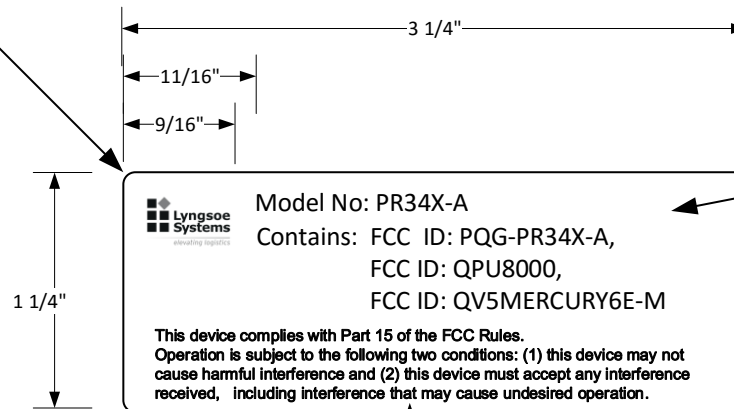 3 1/4"
11/16"
9/16"
1 1/4"
Lyngsoe
Systems
elevating logistics
Model No: PR34X-A
Contains: FCC ID: PQG-PR34X-A,
FCC ID: QPU8000,
FCC ID: QV5MERCURY6E-M
This device complies with Part 15 of the FCC Rules.
Operation is subject to the following two conditions: (1) this device may not
cause harmful interference and (2) this device must accept any interference
received, including interference that may cause undesired operation.